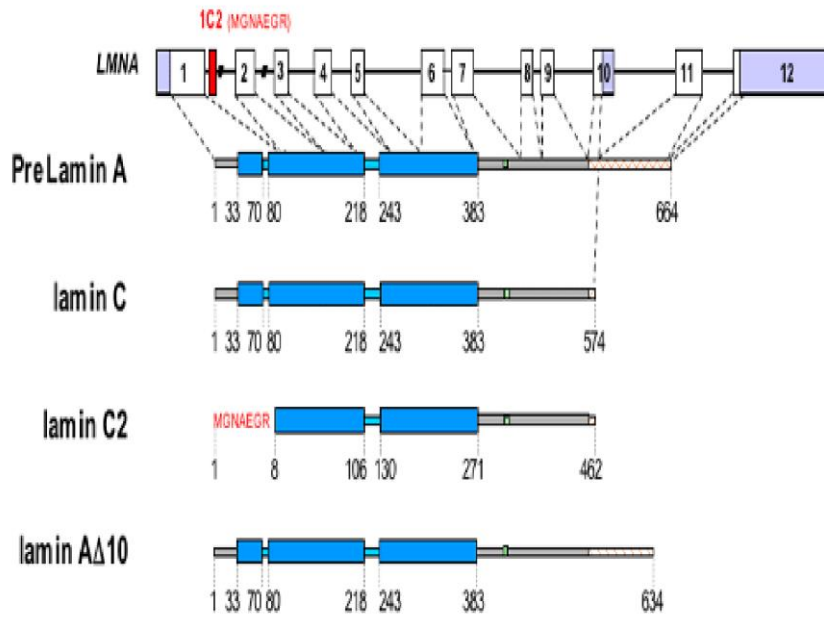 1C2 (MGNAEGR)
LMNA 1 2 3 4 5 6 7 8 9 10 11 12
PreLamin A
1 33 70 80 218 243 383 664
lamin C
1 33 70 80 218 243 383 574
lamin C2 MGNAEGR
1 8 106 130 271 462
lamin AΔ10
1 33 70 80 218 243 383 634